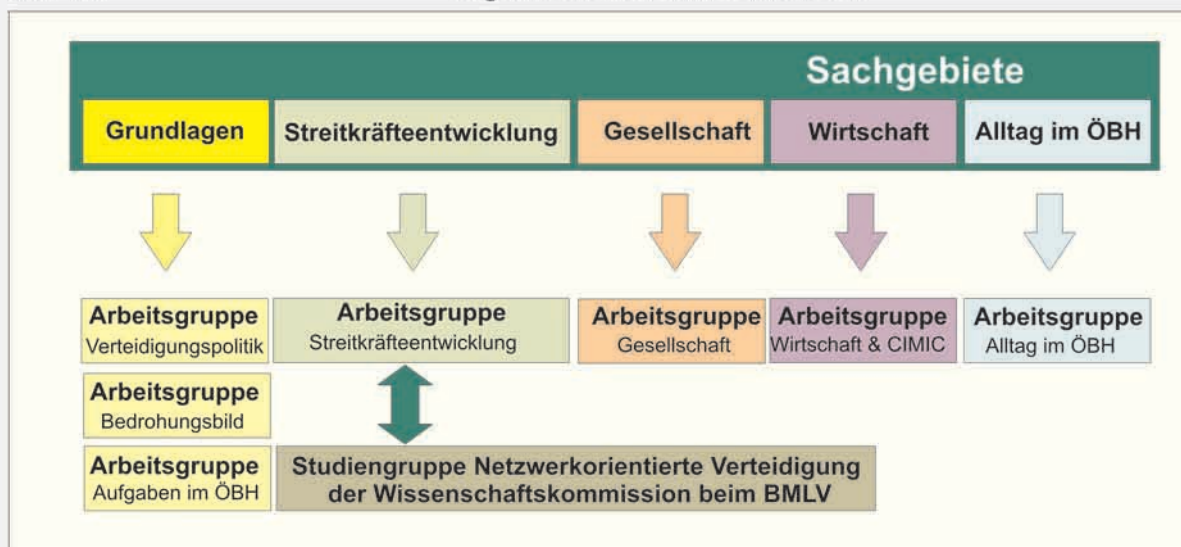 Sachgebiete
Grundlagen
Streitkräfteentwicklung
Gesellschaft
Wirtschaft
Alltag im ÖBH
Arbeitsgruppe
Verteidigungspolitik
Arbeitsgruppe
Streitkräfteentwicklung
Arbeitsgruppe
Gesellschaft
Arbeitsgruppe
Wirtschaft & CIMIC
Arbeitsgruppe
Alltag im ÖBH
Arbeitsgruppe
Bedrohungsbild
Arbeitsgruppe
Aufgaben im ÖBH
Studiengruppe Netzwerkorientierte Verteidigung
der Wissenschaftskommission beim BMLV